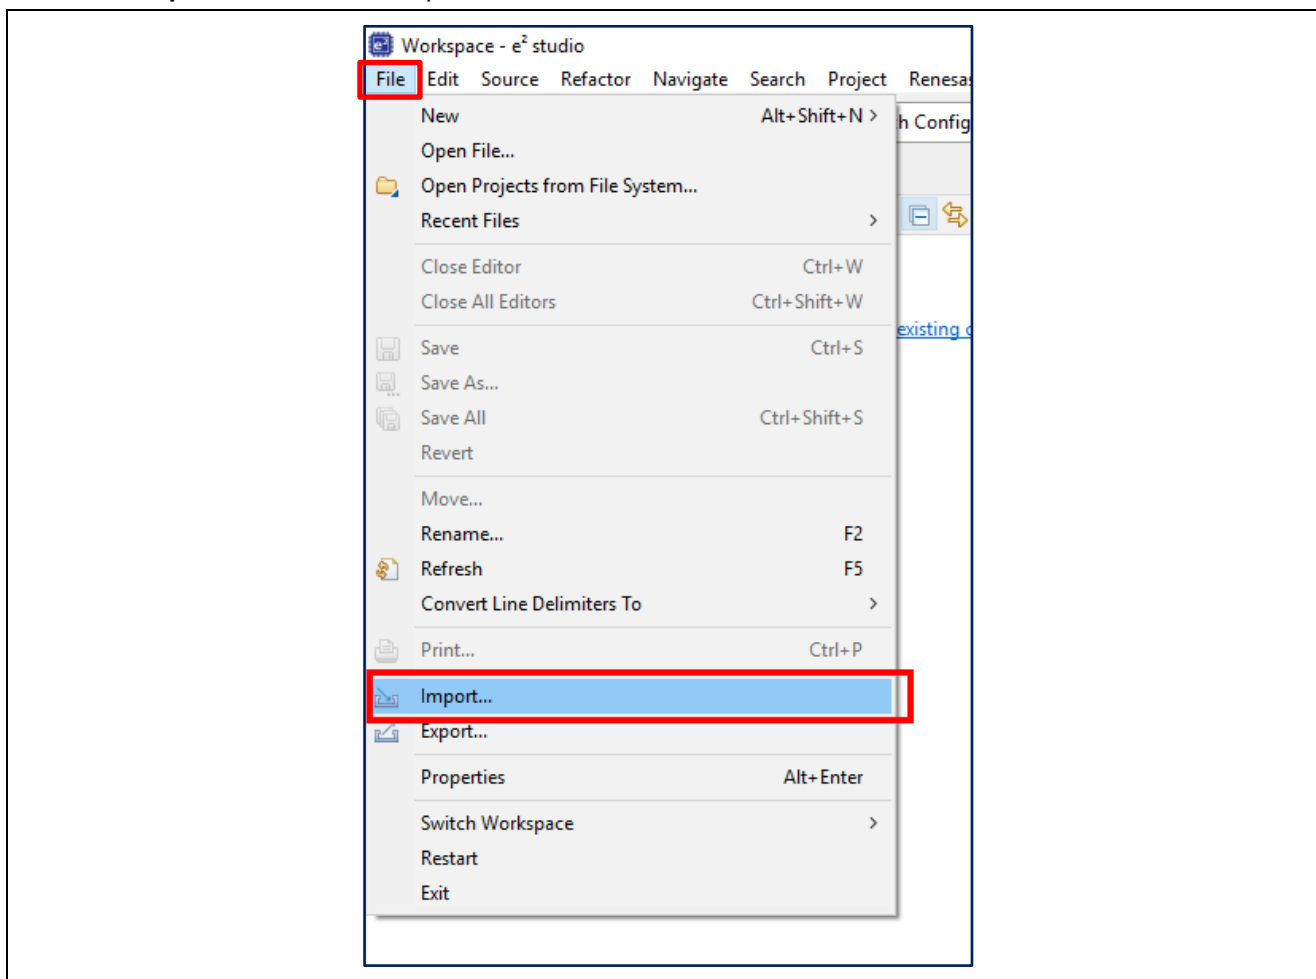 Workspace - e² studio
File Edit Source Refactor Navigate Search Project
New Alt+Shift+N >
Open File...
Open Projects from File System...
Recent Files >
Close Editor Ctrl+W
Close All Editors Ctrl+Shift+W
existing
Save Ctrl+S
Save As...
Save All Ctrl+Shift+S
Revert
Move...
Rename... F2
Refresh F5
Convert Line Delimiters To >
Print... Ctrl+P
Import...
Export...
Properties Alt+Enter
Switch Workspace >
Restart
Exit